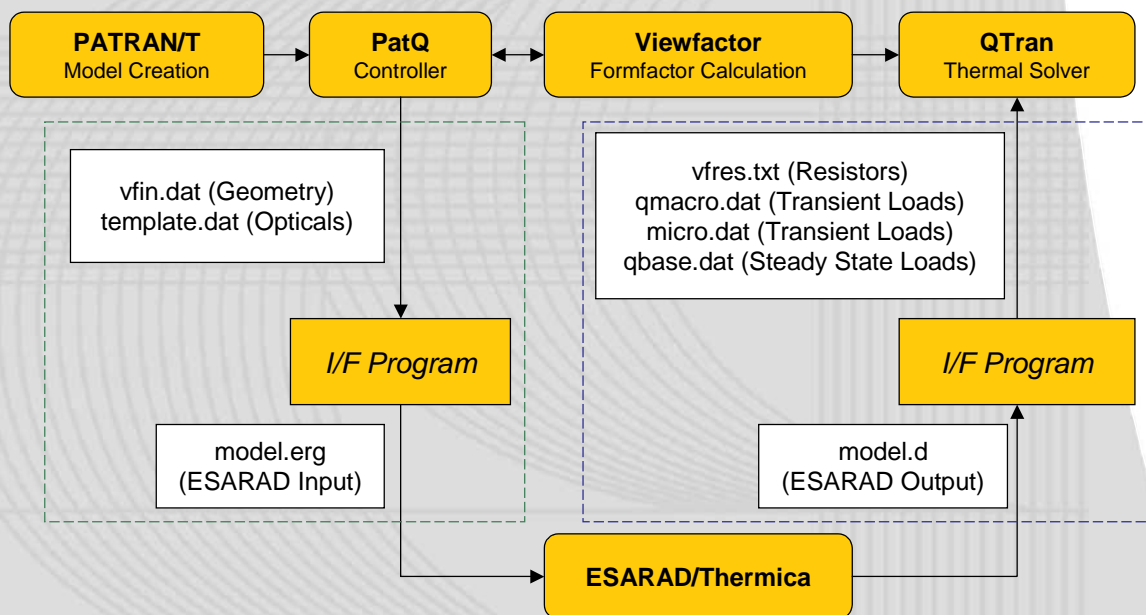 PATRAN/T
Model Creation
PatQ
Controller
Viewfactor
Formfactor Calculation
QTran
Thermal Solver
vfin.dat (Geometry)
template.dat (Opticals)
vfres.txt (Resistors)
qmacro.dat (Transient Loads)
micro.dat (Transient Loads)
qbase.dat (Steady State Loads)
I/F Program
I/F Program
model.erg
(ESARAD Input)
model.d
(ESARAD Output)
ESARAD/Thermica